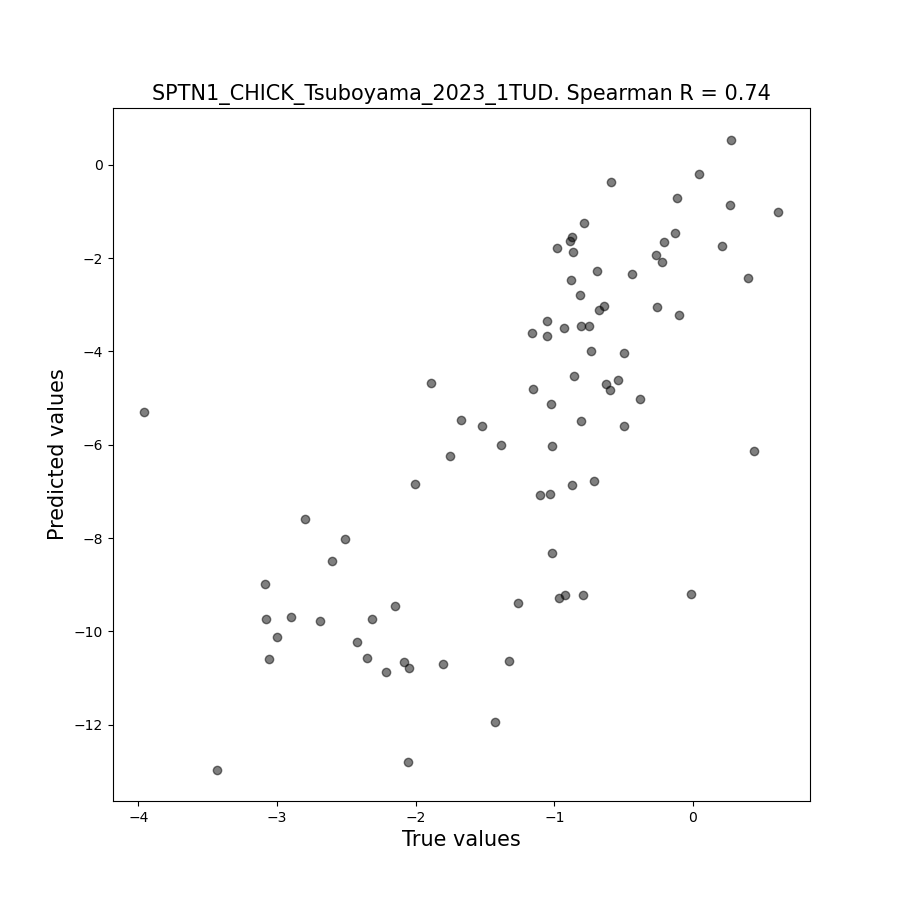 SPTN1_CHICK_Tsuboyama_2023_1TUD. Spearman R = 0.74
0
−2
−4
−6
−8
−10
−12
Predicted values
−4 −3 −2 −1 0
True values